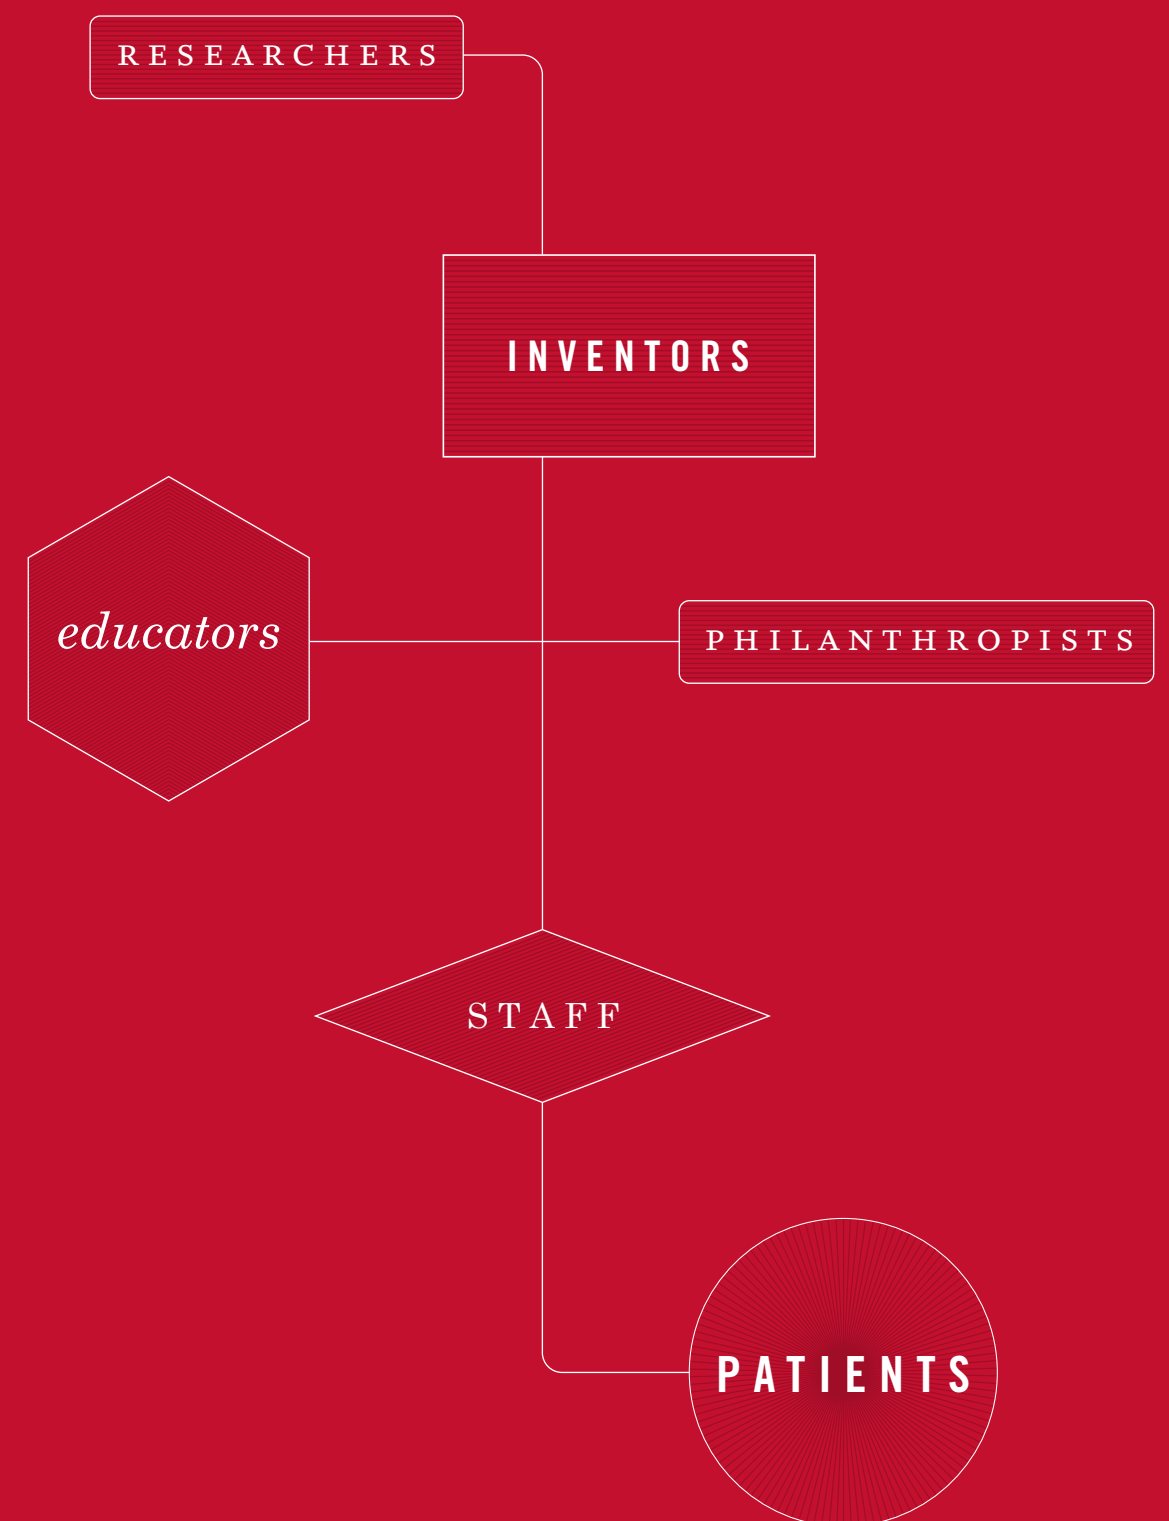 RESEARCHERS
INVENTORS
educators
PHILANTHROPISTS
STAFF
PATIENTS